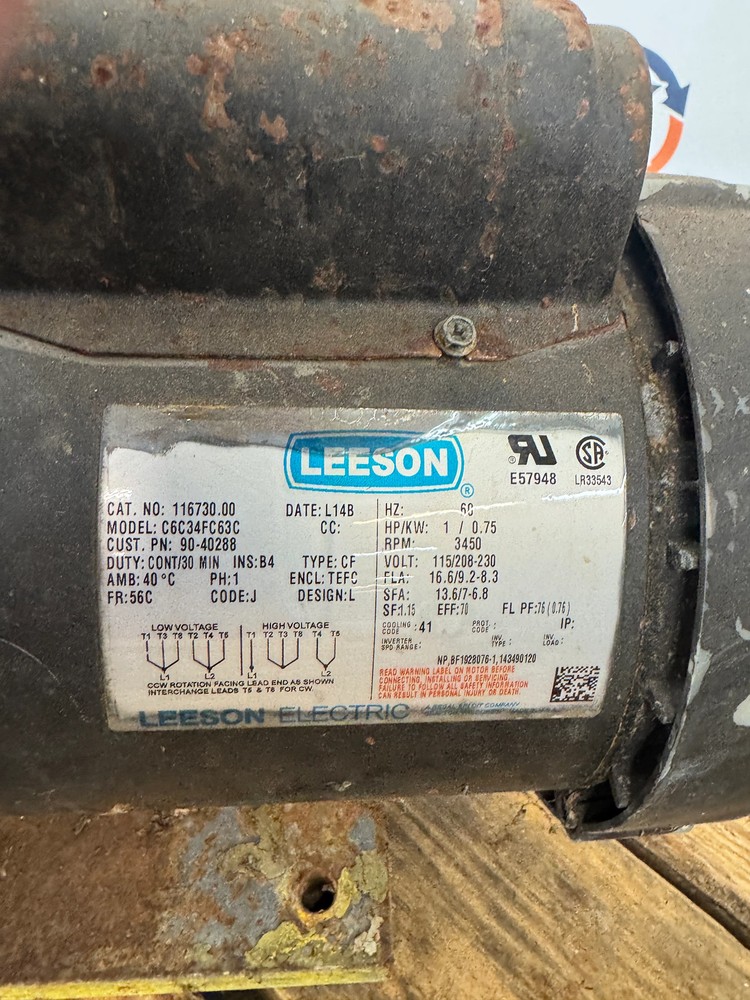 LEESON
®
E57948
LR33543
CAT. NO: 116730.00 DATE: L14B
MODEL: C6C34FC63C CC:
CUST. PN: 90-40288
DUTY: CONT/30 MIN INS:B4 TYPE: CF
AMB: 40 °C PH:1 ENCL: TEFC
FR: 56C CODE: J DESIGN: L
HZ: 60
HP/KW: 1 / 0.75
RPM: 3450
VOLT: 115/208-230
FLA: 16.6/9.2-8.3
SFA: 13.6/7-6.8
SF:1.15 EFF:70 FL PF:76 (0.76)
COOLING CODE :41 PROT. CODE : IP:
INVERTER SPD RANGE: INV. TYPE : INV. LOAD :
NP,BF1928076-1,143490120
LOW VOLTAGE HIGH VOLTAGE
T1 T3 T8 T2 T4 T5 T1 T2 T3 T8 T4 T5
L1 L2 L1 L2
CCW ROTATION FACING LEAD END AS SHOWN
INTERCHANGE LEADS T5 & T8 FOR CW.
READ WARNING LABEL ON MOTOR BEFORE
CONNECTING, INSTALLING OR SERVICING.
FAILURE TO FOLLOW ALL SAFETY INSTRUCTION
CAN RESULT IN PERSONAL INJURY OR DEATH.
LEESON ELECTRIC A REGAL BELOIT COMPANY